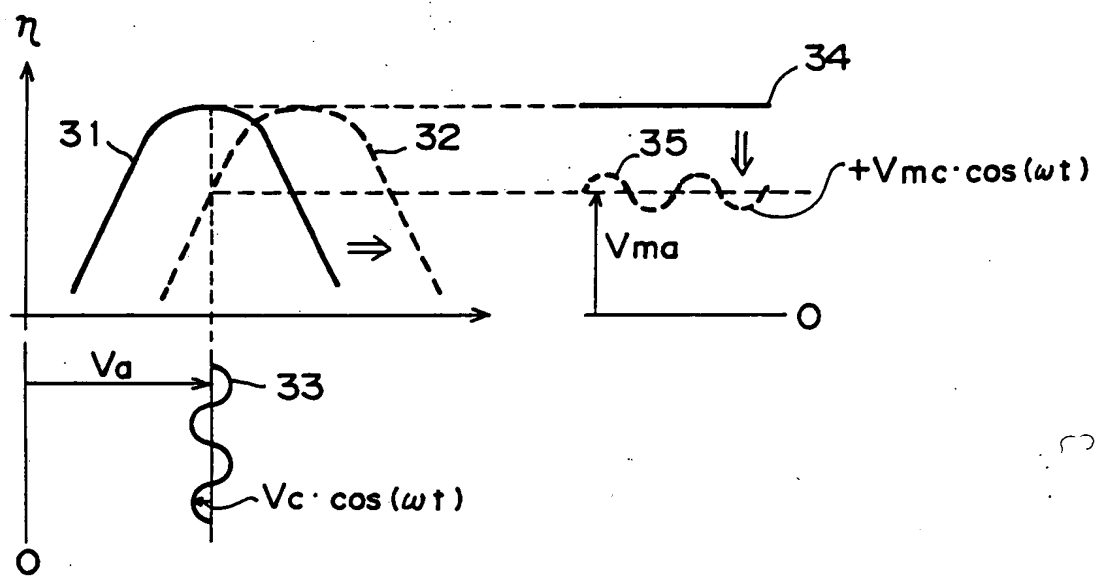 η
31
32
34
35
+Vmc·cos(ωt)
Vma
O
Va
33
Vc·cos(ωt)
O